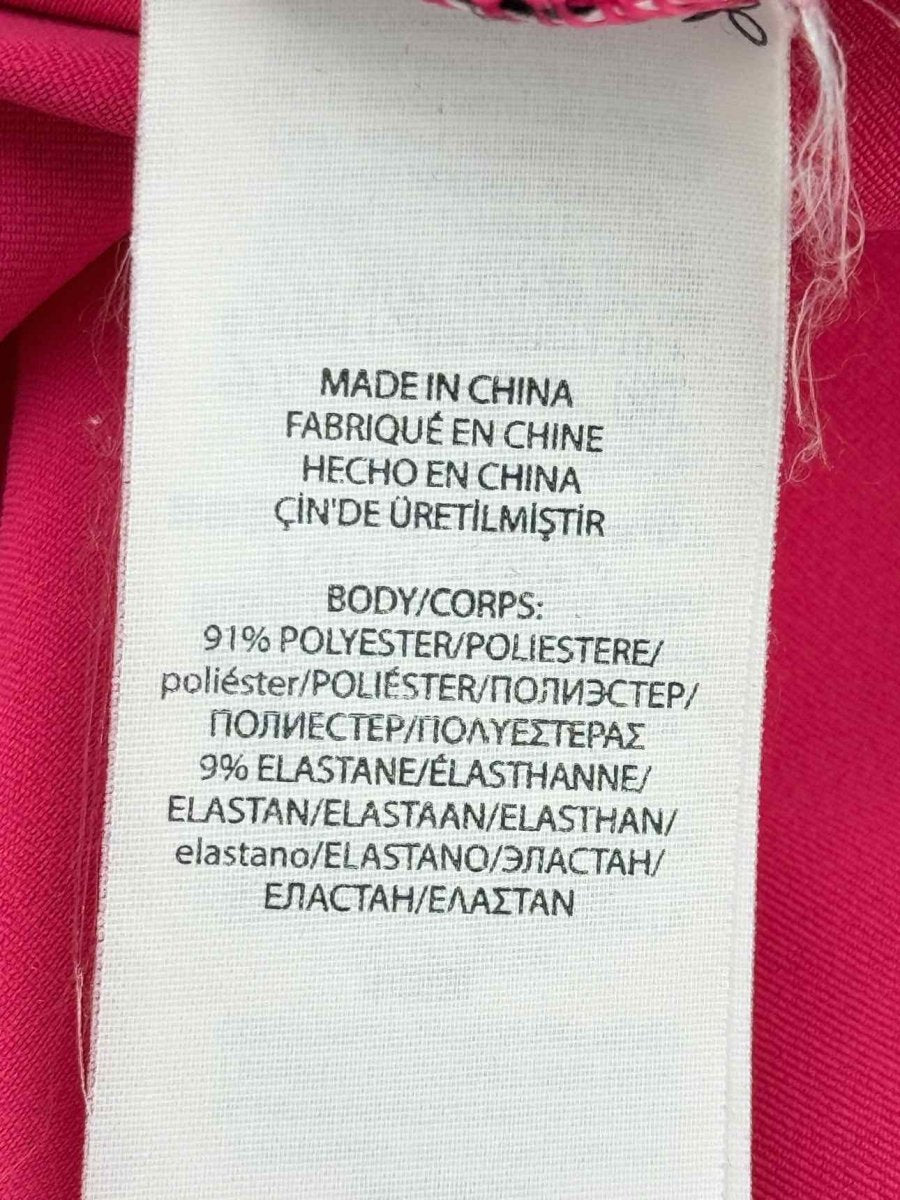 MADE IN CHINA
FABRIQUÉ EN CHINE
HECHO EN CHINA
ÇİN'DE ÜRETİLMİŞTİR
BODY/CORPS:
91% POLYESTER/POLIESTERE/
poliéster/POLIÉSTER/ПОЛИЭСТЕР/
ПОЛИЕСТЕР/ΠΟΛΥΕΣΤΕΡΑΣ
9% ELASTANE/ÉLASTHANNE/
ELASTAN/ELASTAAN/ELASTHAN/
elastano/ELASTANO/ЭЛАСТАН/
ЕЛАСТАН/ΕΛΑΣΤΑΝ